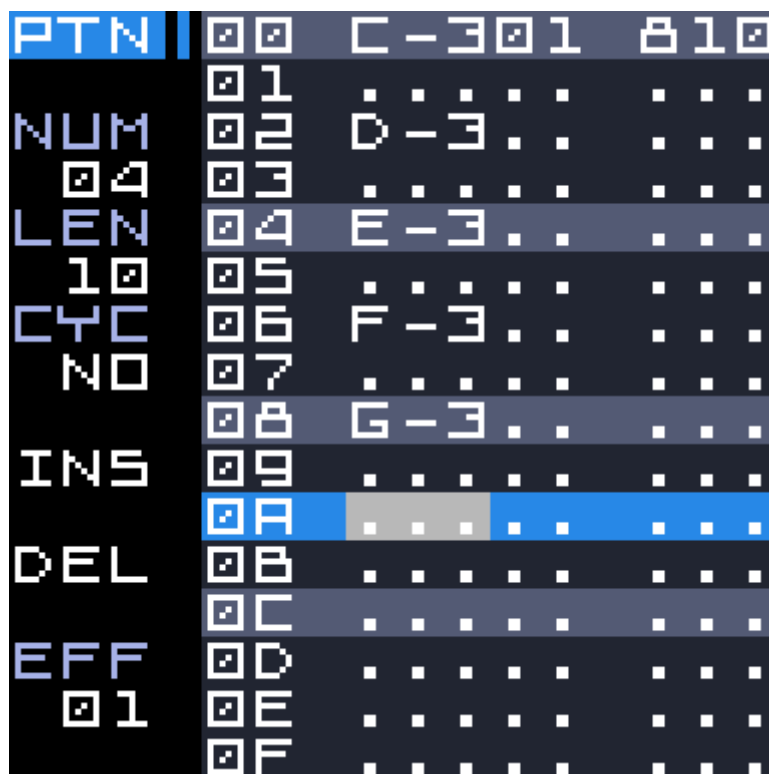 PTN 00 C-301 810
01 ..... ...
NUM 02 D-3.. ...
04 03 ..... ...
LEN 04 E-3.. ...
10 05 ..... ...
CYC 06 F-3.. ...
NO 07 ..... ...
08 G-3.. ...
INS 09 ..... ...
0A ..... ...
DEL 0B ..... ...
0C ..... ...
EFF 0D ..... ...
01 0E ..... ...
0F ..... ...